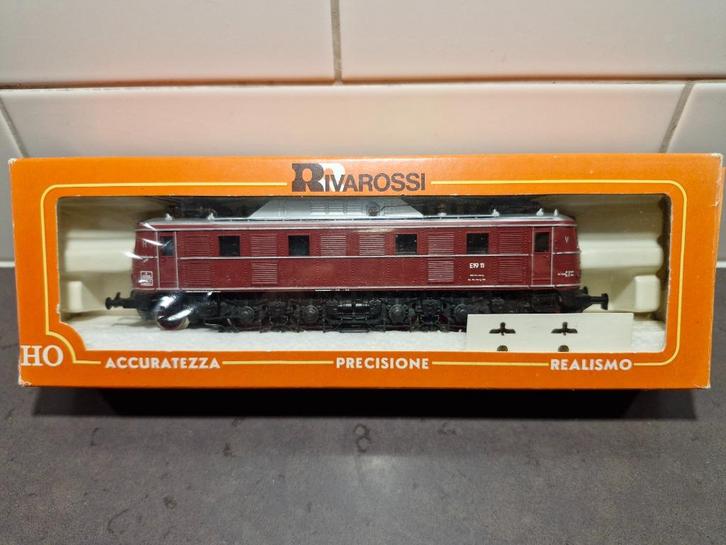 RIVAROSSI
E19 11
HO
ACCURATEZZA
PRECISIONE
REALISMO